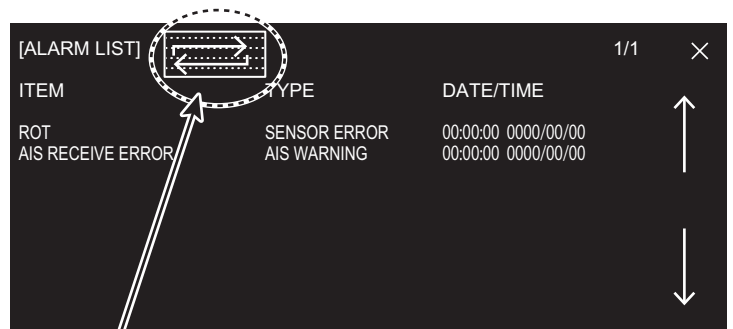 [ALARM LIST] 1/1
ITEM TYPE DATE/TIME
ROT SENSOR ERROR 00:00:00 0000/00/00
AIS RECEIVE ERROR AIS WARNING 00:00:00 0000/00/00